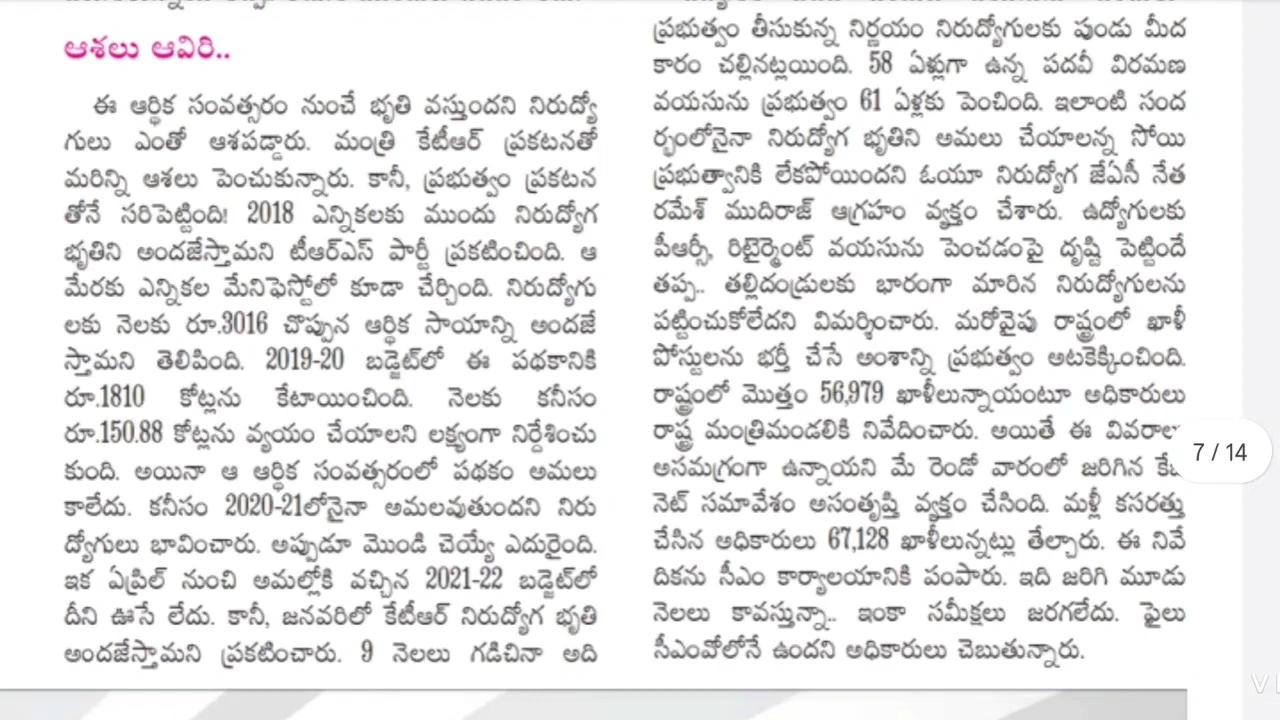 ఆశలు ఆవిరి..
ఈ ఆర్థిక సంవత్సరం నుంచే భృతి వస్తుందని నిరుద్యో
గులు ఎంతో ఆశపడ్డారు. మంత్రి కేటీఆర్ ప్రకటనతో
మరిన్ని ఆశలు పెంచుకున్నారు. కానీ, ప్రభుత్వం ప్రకటన
తోనే సరిపెట్టింది! 2018 ఎన్నికలకు ముందు నిరుద్యోగ
భృతిని అందజేస్తామని టీఆర్ఎస్ పార్టీ ప్రకటించింది. ఆ
మేరకు ఎన్నికల మేనిఫెస్టోలో కూడా చేర్చింది. నిరుద్యోగు
లకు నెలకు రూ.3016 చొప్పున ఆర్థిక సాయాన్ని అందజే
స్తామని తెలిపింది. 2019-20 బడ్జెట్‌లో ఈ పథకానికి
రూ.1810 కోట్లను కేటాయించింది. నెలకు కనీసం
రూ.150.88 కోట్లను వ్యయం చేయాలని లక్ష్యంగా నిర్దేశించు
కుంది. అయినా ఆ ఆర్థిక సంవత్సరంలో పథకం అమలు
కాలేదు. కనీసం 2020-21లోనైనా అమలవుతుందని నిరు
ద్యోగులు భావించారు. అప్పుడూ మొండి చెయ్యే ఎదురైంది.
ఇక ఏప్రిల్ నుంచి అమల్లోకి వచ్చిన 2021-22 బడ్జెట్‌లో
దీని ఊసే లేదు. కానీ, జనవరిలో కేటీఆర్ నిరుద్యోగ భృతి
అందజేస్తామని ప్రకటించారు. 9 నెలలు గడిచినా అది
ప్రభుత్వం తీసుకున్న నిర్ణయం నిరుద్యోగులకు పుండు మీద
కారం చల్లినట్లయింది. 58 ఏళ్లుగా ఉన్న పదవీ విరమణ
వయసును ప్రభుత్వం 61 ఏళ్లకు పెంచింది. ఇలాంటి సంద
ర్భంలోనైనా నిరుద్యోగ భృతిని అమలు చేయాలన్న సోయి
ప్రభుత్వానికి లేకపోయిందని ఓయూ నిరుద్యోగ జేఏసీ నేత
రమేశ్ ముదిరాజ్ ఆగ్రహం వ్యక్తం చేశారు. ఉద్యోగులకు
పీఆర్సీ, రిటైర్మెంట్ వయసును పెంచడంపై దృష్టి పెట్టిందే
తప్ప.. తల్లిదండ్రులకు భారంగా మారిన నిరుద్యోగులను
పట్టించుకోలేదని విమర్శించారు. మరోవైపు రాష్ట్రంలో ఖాళీ
పోస్టులను భర్తీ చేసే అంశాన్ని ప్రభుత్వం అటకెక్కించింది.
రాష్ట్రంలో మొత్తం 56,979 ఖాళీలున్నాయంటూ అధికారులు
రాష్ట్ర మంత్రిమండలికి నివేదించారు. అయితే ఈ
అసమగ్రంగా ఉన్నాయని మే రెండో వారంలో జరిగిన
నెట్ సమావేశం అసంతృప్తి వ్యక్తం చేసింది. మళ్లీ కసరత్తు
చేసిన అధికారులు 67,128 ఖాళీలున్నట్లు తేల్చారు. ఈ నివే
దికను సీఎం కార్యాలయానికి పంపారు. ఇది జరిగి మూడు
నెలలు కావస్తున్నా.. ఇంకా సమీక్షలు జరగలేదు. ఫైలు
సీఎంవోలోనే ఉందని అధికారులు చెబుతున్నారు.
7 / 14